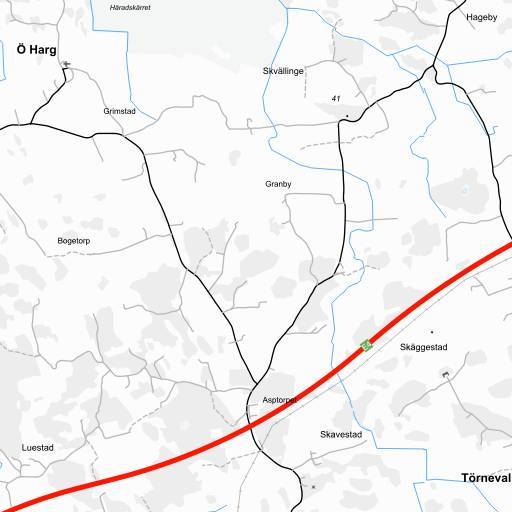 Häradskärret
Hageby
Ö Harg
Skvällinge
41
Grimstad
Granby
Bogetorp
Skäggestad
Asptorpet
Skavestad
Luestad
Törneval